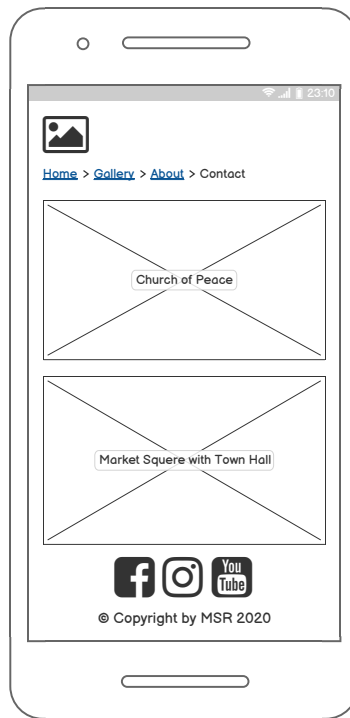 23:10
Home > Gallery > About > Contact
Church of Peace
Market Squere with Town Hall
You
Tube
© Copyright by MSR 2020